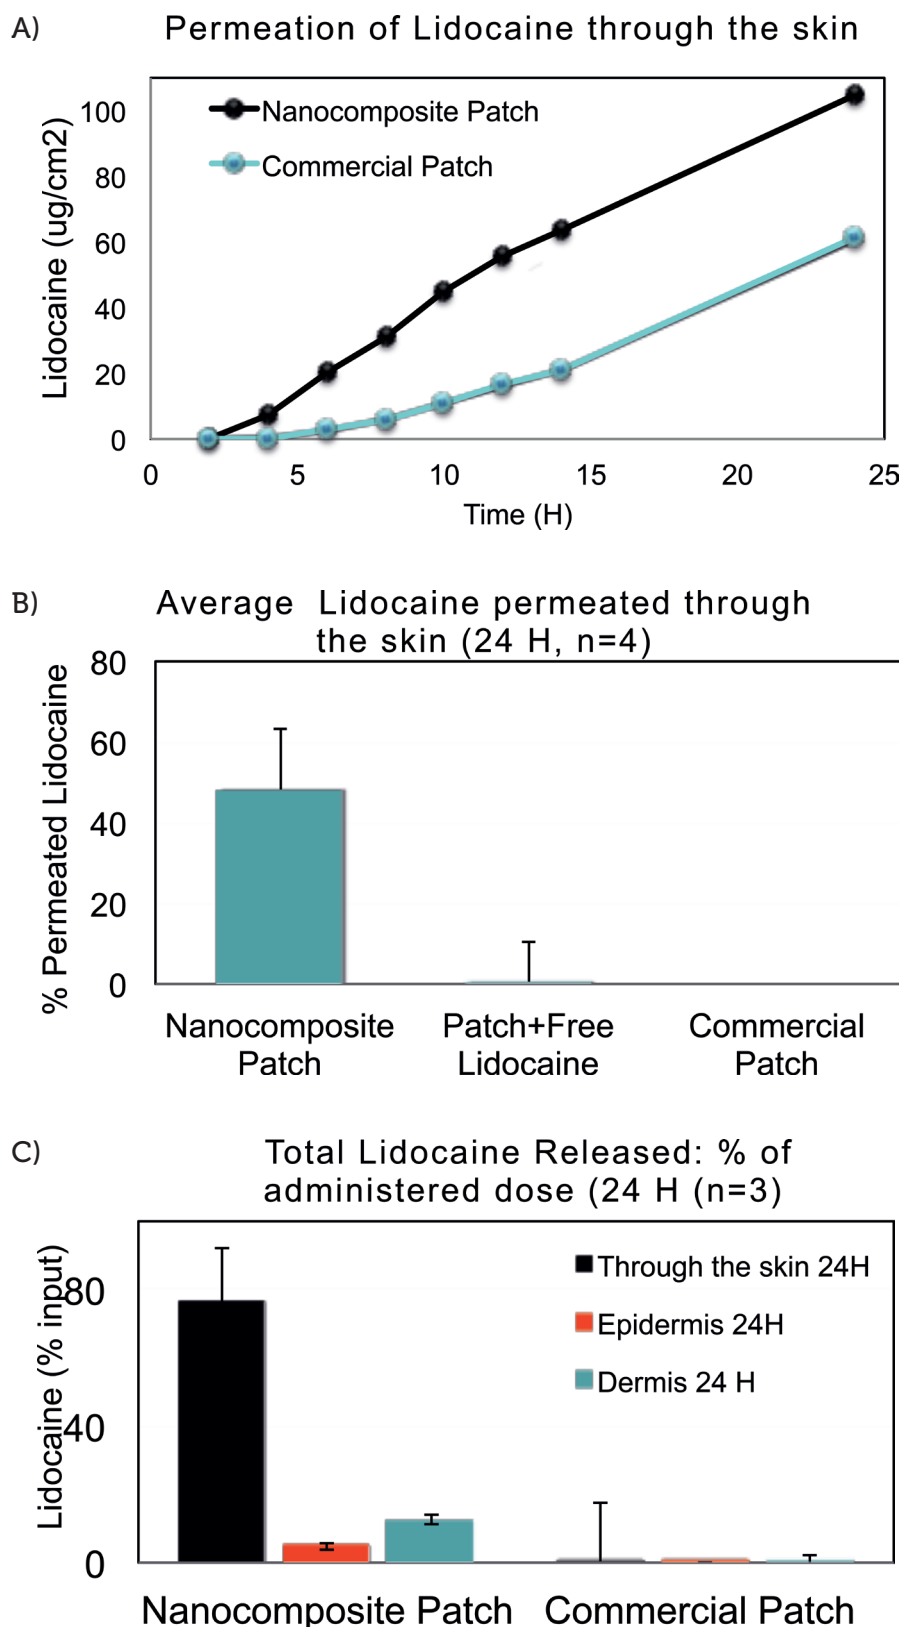 A)
Permeation of Lidocaine through the skin
Lidocaine (ug/cm2)
100
80
60
40
20
0
Nanocomposite Patch
Commercial Patch
0 5 10 15 20 25
Time (H)
B)
Average Lidocaine permeated through
the skin (24 H, n=4)
% Permeated Lidocaine
80
60
40
20
0
Nanocomposite
Patch
Patch+Free
Lidocaine
Commercial
Patch
C)
Total Lidocaine Released: % of
administered dose (24 H (n=3)
Lidocaine (% input)
80
40
0
Through the skin 24H
Epidermis 24H
Dermis 24 H
Nanocomposite Patch
Commercial Patch